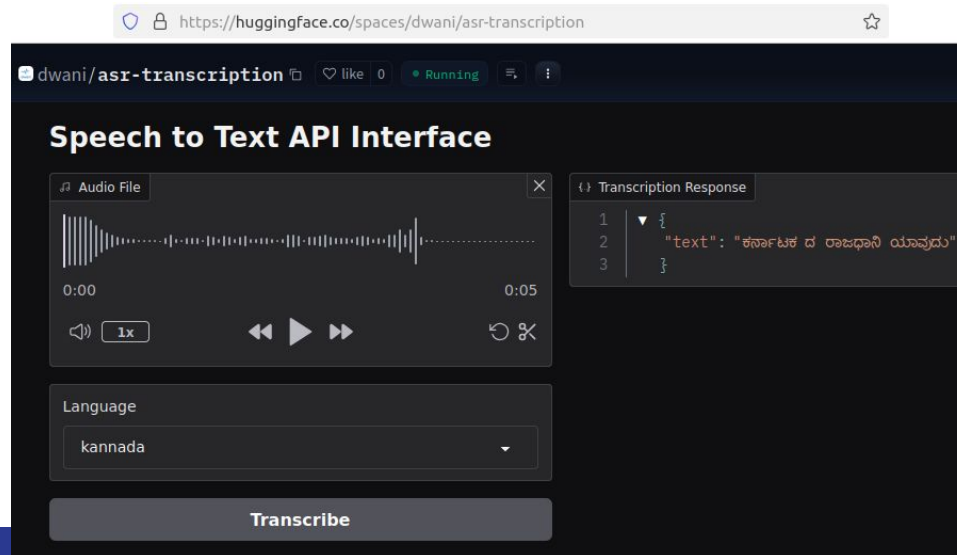 https://huggingface.co/spaces/dwani/asr-transcription
dwani/asr-transcription like 0 Running
Speech to Text API Interface
Audio File
0:00 0:05
1x
Language
kannada
Transcribe
{} Transcription Response
1 {
2 "text": "ಕರ್ನಾಟಕ ದ ರಾಜಧಾನಿ ಯಾವುದು"
3 }